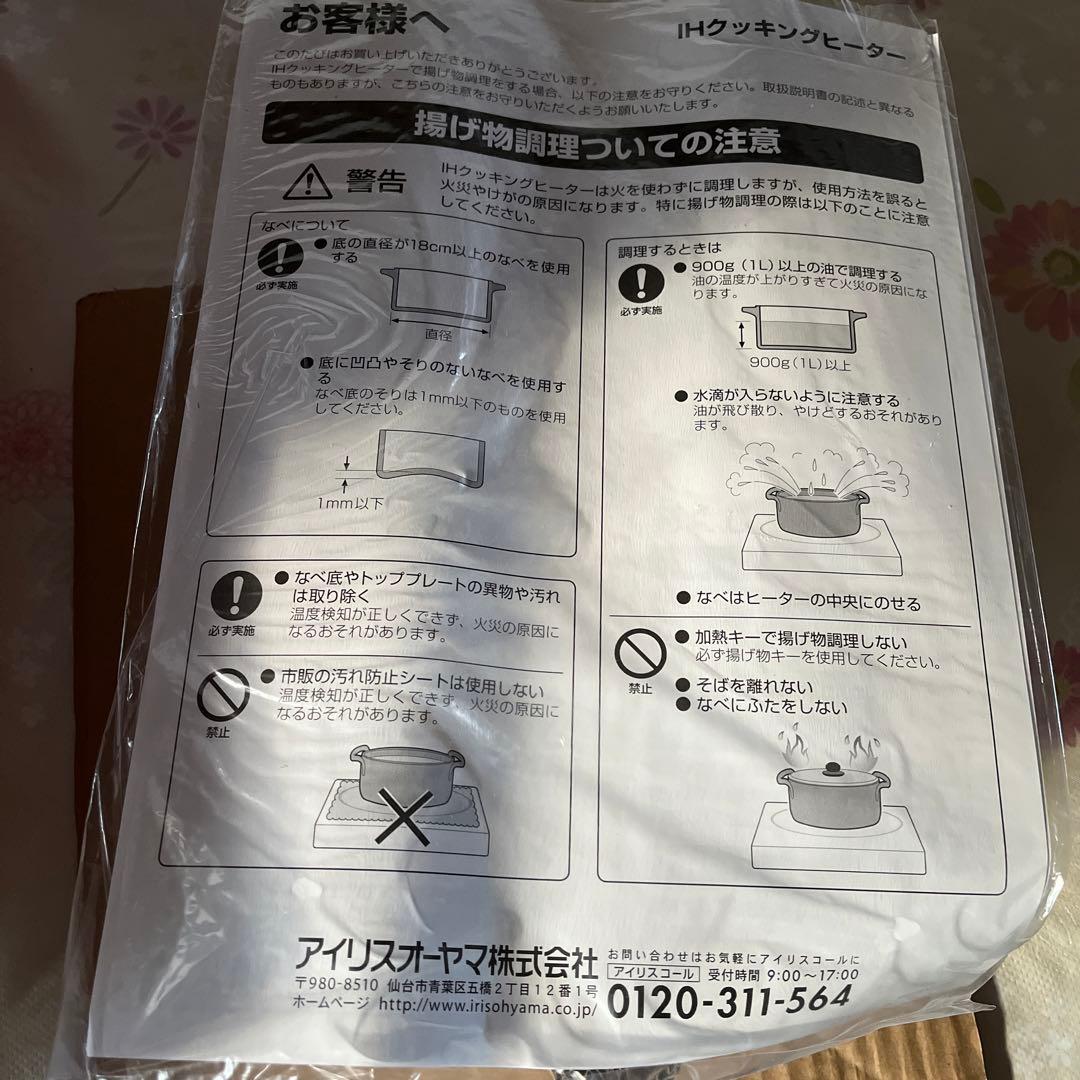 お客様へ
IHクッキングヒーター
このたびはお買い上げいただきありがとうございます。
IHクッキングヒーターで揚げ物調理をする場合、以下の注意をお守りください。取扱説明書の記述と異なる
ものもありますが、こちらの注意をお守りいただくようお願いいたします。
揚げ物調理ついての注意
警告
IHクッキングヒーターは火を使わずに調理しますが、使用方法を誤ると
火災やけがの原因になります。特に揚げ物調理の際は以下のことに注意
してください。
なべについて
必ず実施
● 底の直径が18cm以上のなべを使用
する
直径
● 底に凹凸やそりのないなべを使用す
る
なべ底のそりは1mm以下のものを使用
してください。
1mm以下
必ず実施
● なべ底やトッププレートの異物や汚れ
は取り除く
温度検知が正しくできず、火災の原因に
なるおそれがあります。
禁止
● 市販の汚れ防止シートは使用しない
温度検知が正しくできず、火災の原因に
なるおそれがあります。
調理するときは
必ず実施
● 900g(1L)以上の油で調理する
油の温度が上がりすぎて火災の原因にな
ります。
900g(1L)以上
● 水滴が入らないように注意する
油が飛び散り、やけどするおそれがあり
ます。
● なべはヒーターの中央にのせる
禁止
● 加熱キーで揚げ物調理しない
必ず揚げ物キーを使用してください。
● そばを離れない
● なべにふたをしない
アイリスオーヤマ株式会社
〒980-8510 仙台市青葉区五橋2丁目12番1号
ホームページ http://www.irisohyama.co.jp/
お問い合わせはお気軽にアイリスコールに
アイリスコール 受付時間 9:00～17:00
0120-311-564